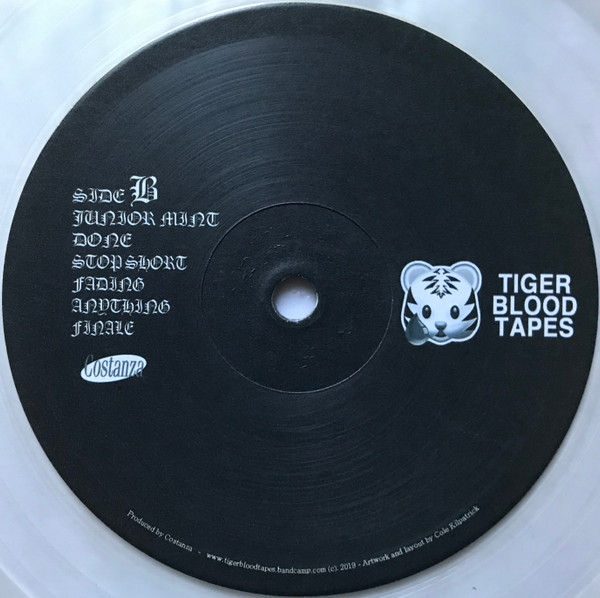 SIDE B
JUNIOR MINT
DONE
STOP SHORT
FADING
ANYTHING
FINALE
Costanza
TIGER
BLOOD
TAPES
Produced by Costanza - www.tigerbloodtapes.bandcamp.com (c). 2019 - Artwork and layout by Cole Kilpatrick